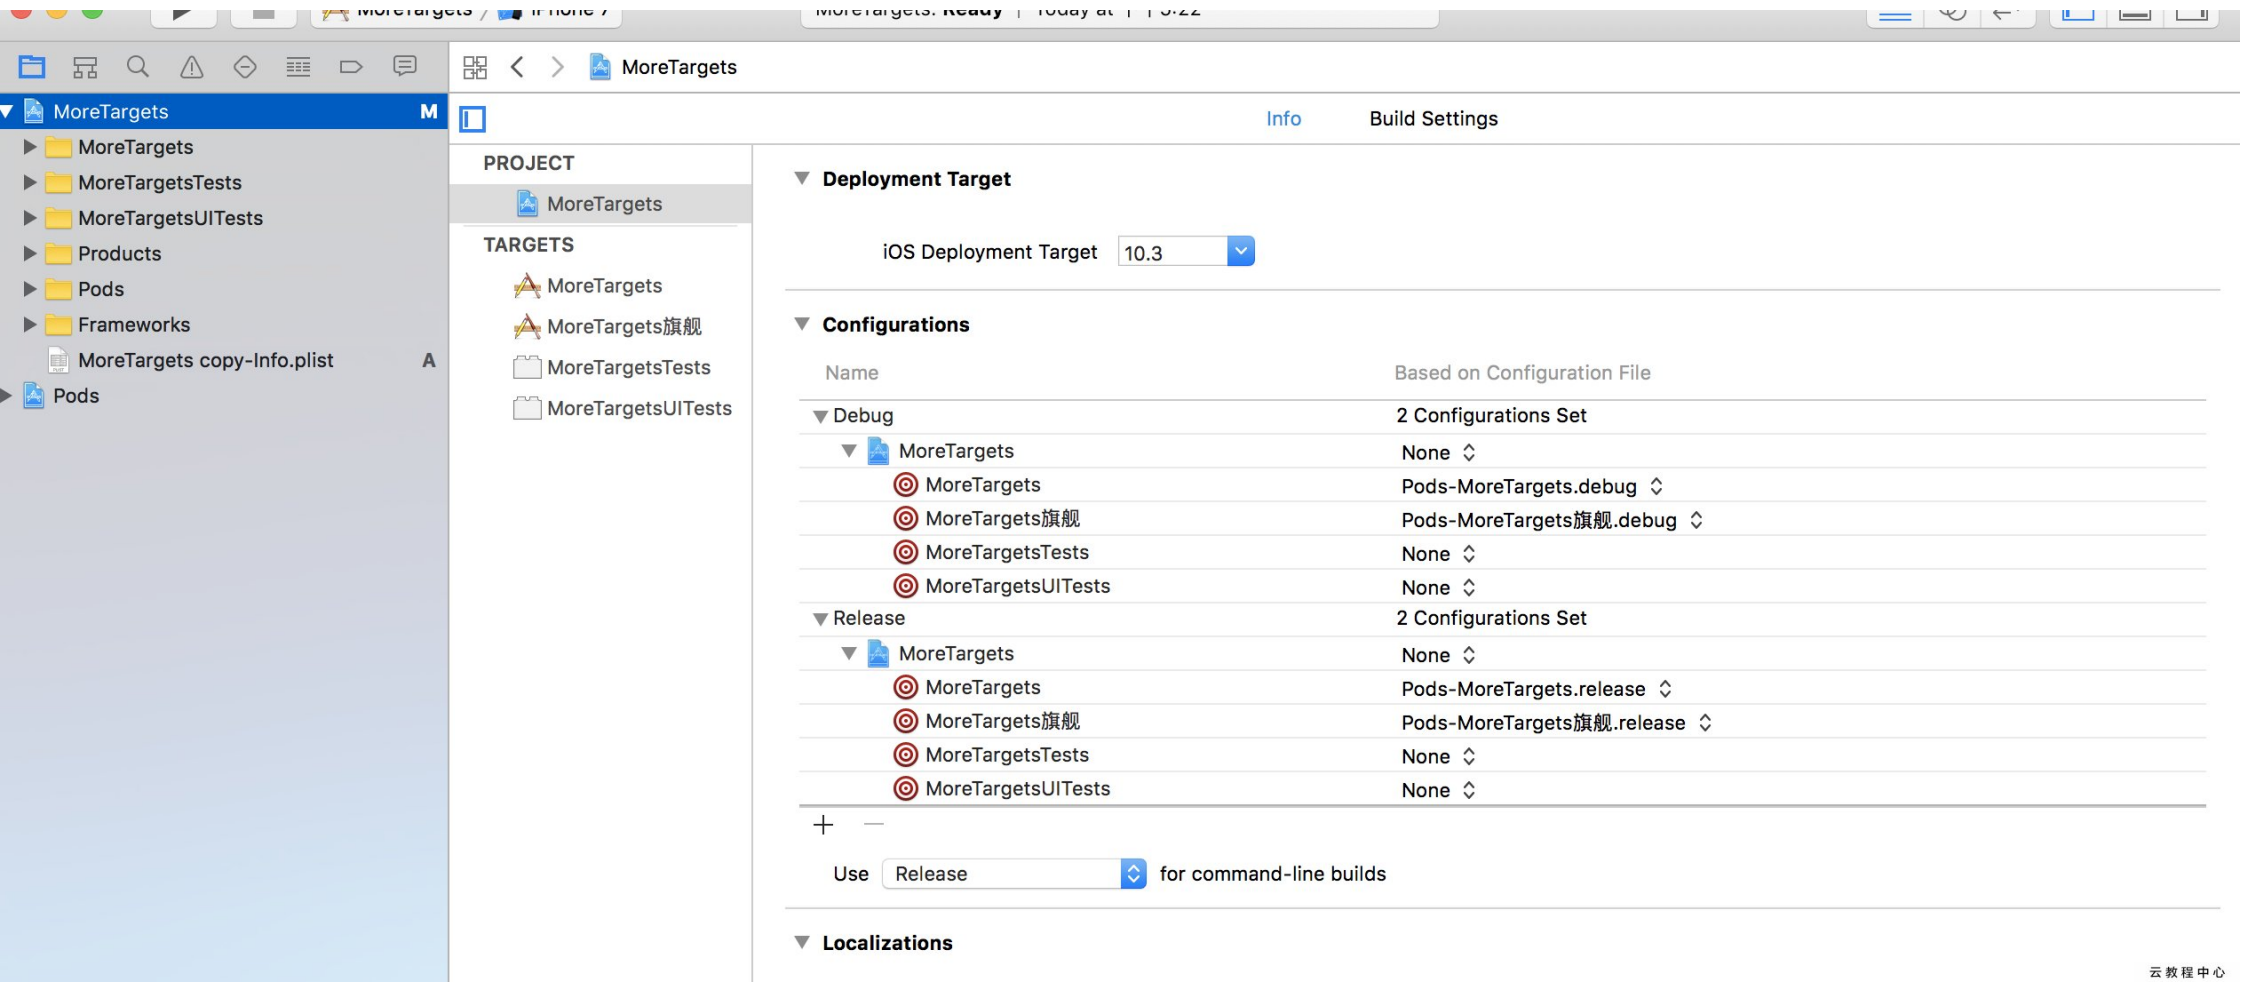 MoreTargets
iPhone 7
MoreTargets: Ready | Today at
MoreTargets
MoreTargets M
MoreTargets
MoreTargetsTests
MoreTargetsUITests
Products
Pods
Frameworks
MoreTargets copy-Info.plist A
Pods
Info Build Settings
PROJECT
MoreTargets
TARGETS
MoreTargets
MoreTargets旗舰
MoreTargetsTests
MoreTargetsUITests
Deployment Target
iOS Deployment Target 10.3
Configurations
Name Based on Configuration File
Debug 2 Configurations Set
MoreTargets None
MoreTargets Pods-MoreTargets.debug
MoreTargets旗舰 Pods-MoreTargets旗舰.debug
MoreTargetsTests None
MoreTargetsUITests None
Release 2 Configurations Set
MoreTargets None
MoreTargets Pods-MoreTargets.release
MoreTargets旗舰 Pods-MoreTargets旗舰.release
MoreTargetsTests None
MoreTargetsUITests None
Use Release for command-line builds
Localizations
云教程中心